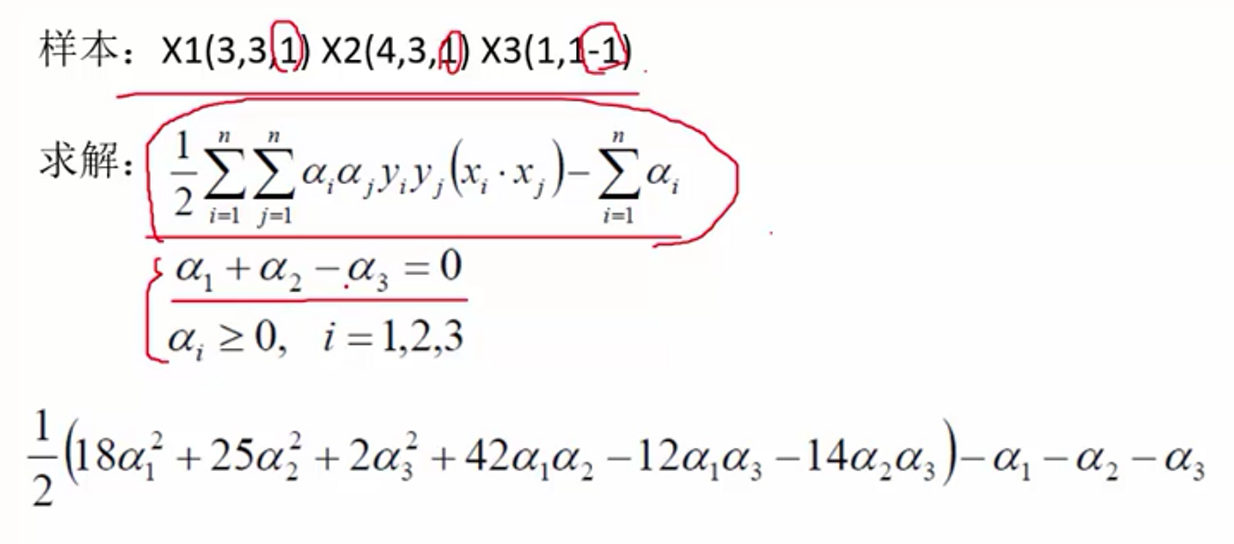 样本：X1(3,3,1) X2(4,3,1) X3(1,1-1)
求解：$\frac{1}{2}\sum_{i=1}^{n}\sum_{j=1}^{n}\alpha_i\alpha_j y_i y_j(x_i \cdot x_j)-\sum_{i=1}^{n}\alpha_i$
$\alpha_1+\alpha_2-\alpha_3=0$
$\alpha_i \geq 0, \quad i=1,2,3$
$\frac{1}{2}(18\alpha_1^2+25\alpha_2^2+2\alpha_3^2+42\alpha_1\alpha_2-12\alpha_1\alpha_3-14\alpha_2\alpha_3)-\alpha_1-\alpha_2-\alpha_3$